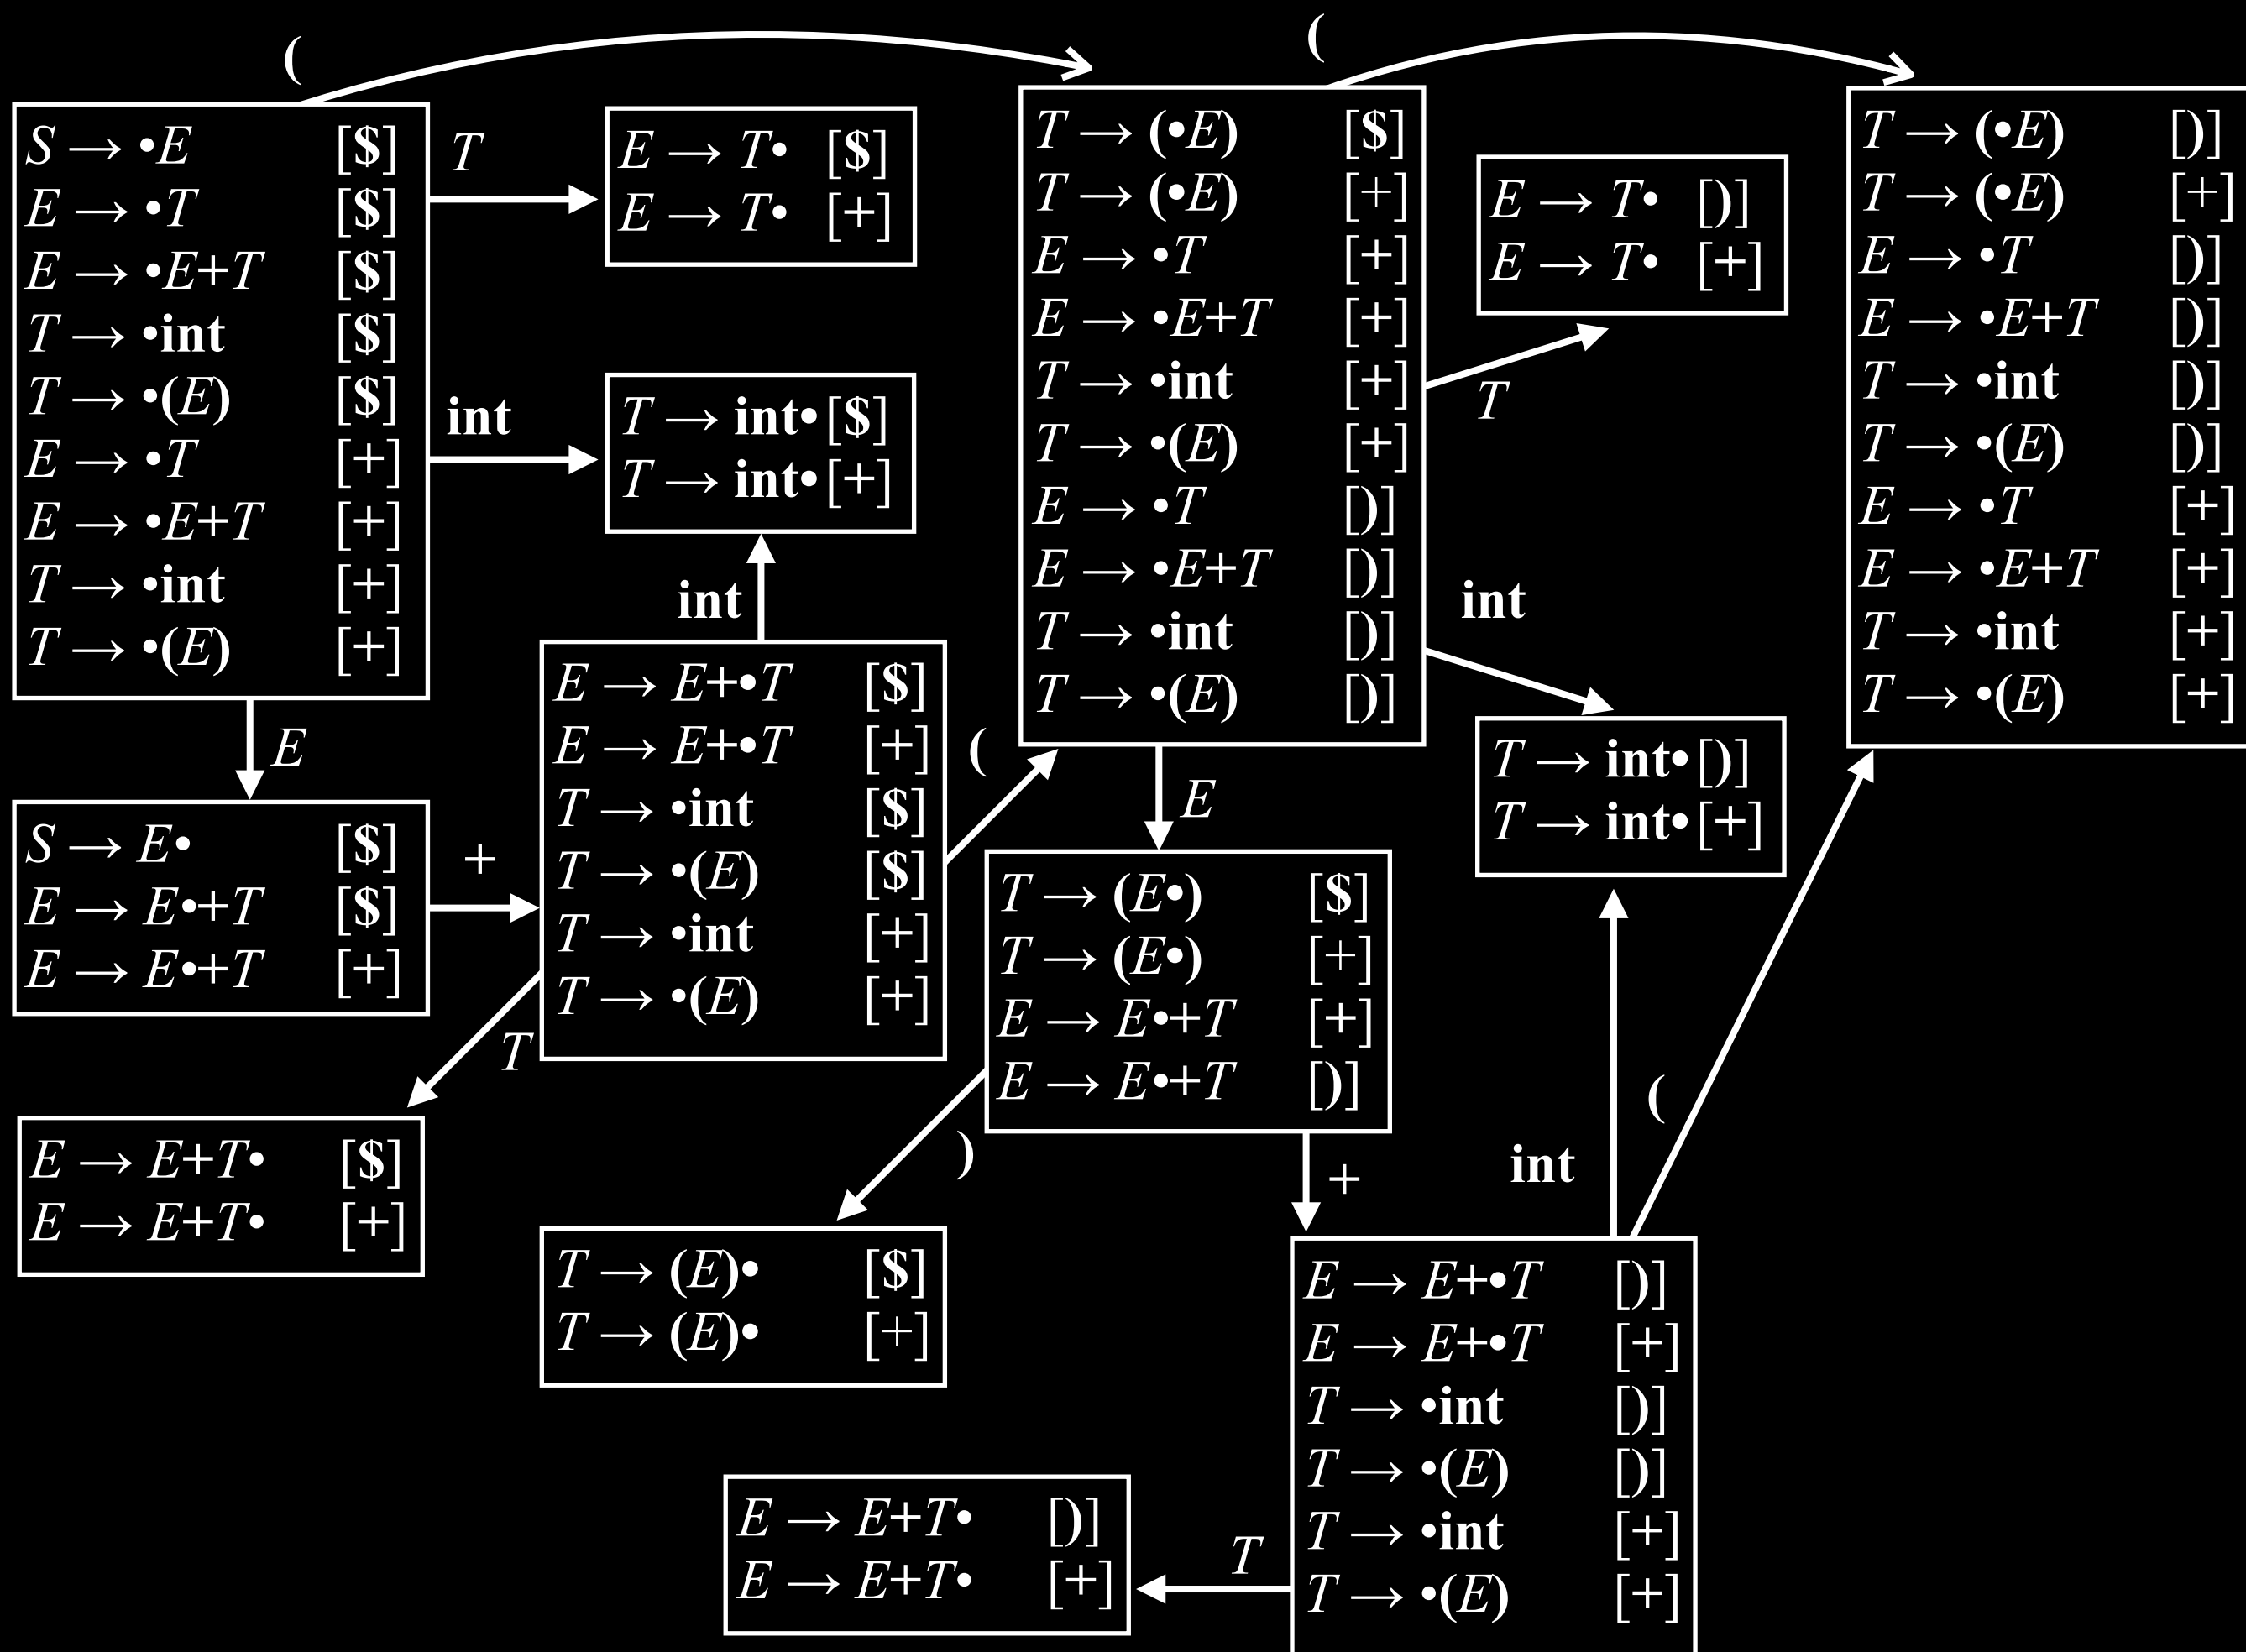 (
(
S → •E [$]
E → •T [$]
E → •E+T [$]
T → •int [$]
T → •(E) [$]
E → •T [+]
E → •E+T [+]
T → •int [+]
T → •(E) [+]
T
E → T• [$]
E → T• [+]
int
T → int• [$]
T → int• [+]
T → (•E) [$]
T → (•E) [+]
E → •T [+]
E → •E+T [+]
T → •int [+]
T → •(E) [+]
E → •T [)]
E → •E+T [)]
T → •int [)]
T → •(E) [)]
E → T• [)]
E → T• [+]
T
T → (•E) [)]
T → (•E) [+]
E → •T [)]
E → •E+T [)]
T → •int [)]
T → •(E) [)]
E → •T [+]
E → •E+T [+]
T → •int [+]
T → •(E) [+]
int
int
E
E → E+•T [$]
E → E+•T [+]
T → •int [$]
T → •(E) [$]
T → •int [+]
T → •(E) [+]
(
E
T → int• [)]
T → int• [+]
S → E• [$]
E → E•+T [$]
E → E•+T [+]
+
T → (E•) [$]
T → (E•) [+]
E → E•+T [+]
E → E•+T [)]
T
(
)
int
+
E → E+T• [$]
E → E+T• [+]
T → (E)• [$]
T → (E)• [+]
E → E+•T [)]
E → E+•T [+]
T → •int [)]
T → •(E) [)]
T → •int [+]
T → •(E) [+]
E → E+T• [)]
E → E+T• [+]
T